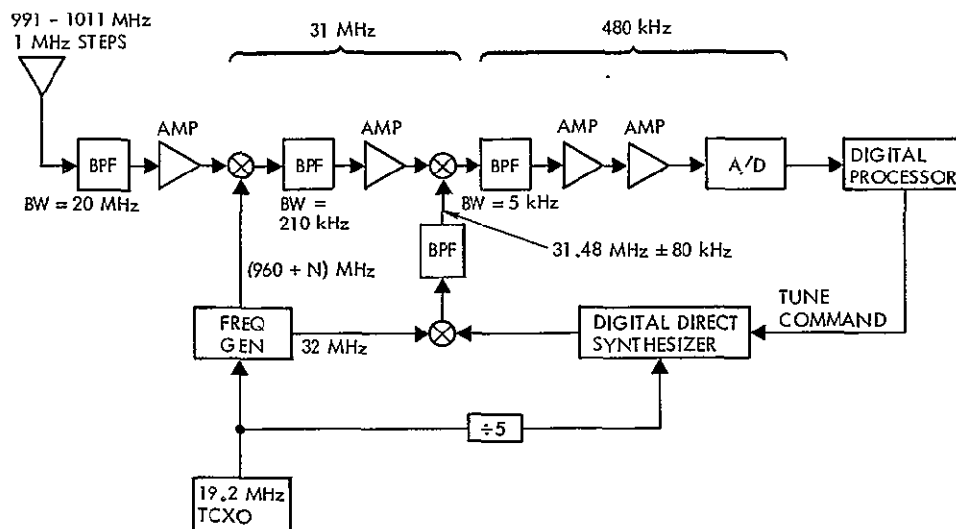 991 - 1011 MHz
1 MHz STEPS
31 MHz
480 kHz
AMP
AMP
AMP
AMP
BPF
BPF
BPF
A/D
DIGITAL
PROCESSOR
BW = 20 MHz
BW =
210 kHz
BW = 5 kHz
BPF
31.48 MHz ± 80 kHz
(960 + N) MHz
TUNE
COMMAND
FREQ
GEN
32 MHz
DIGITAL DIRECT
SYNTHESIZER
÷5
19.2 MHz
TCXO